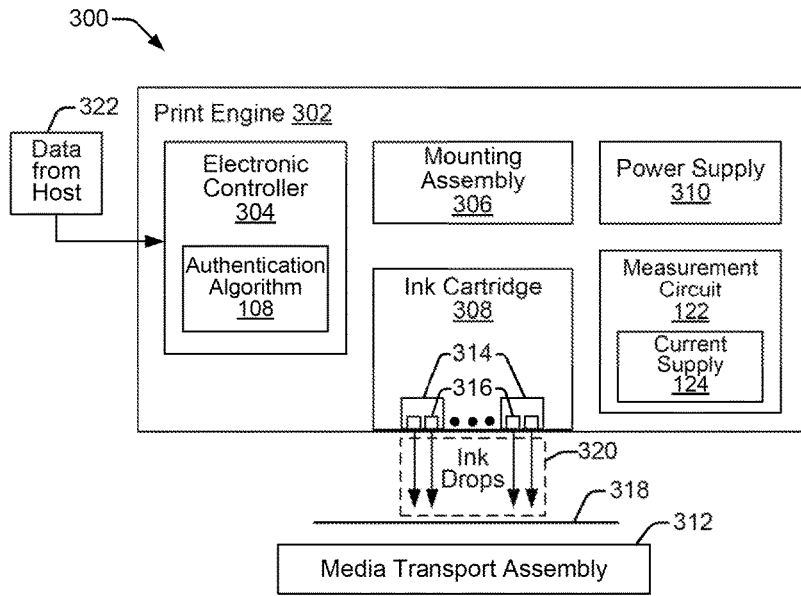 300
322
Data
from
Host
Print Engine 302
Electronic
Controller
304
Authentication
Algorithm
108
Mounting
Assembly
306
Power Supply
310
Ink Cartridge
308
314
316
Measurement
Circuit
122
Current
Supply
124
Ink
Drops
320
318
312
Media Transport Assembly